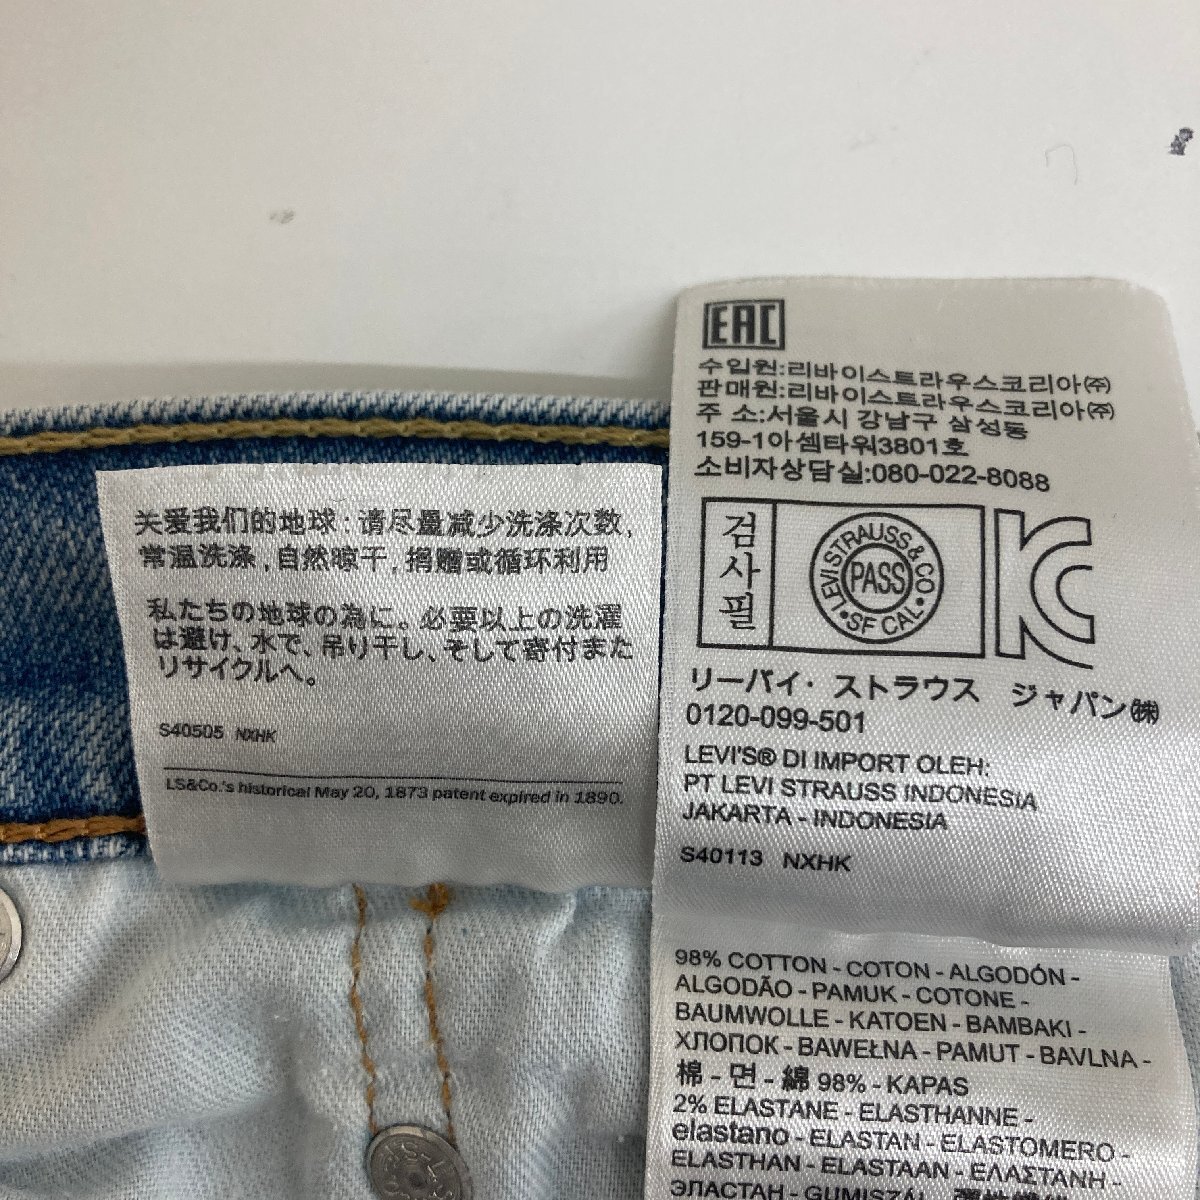 关爱我们的地球：请尽量减少洗涤次数，
常温洗涤，自然晾干，捐赠或循环利用
私たちの地球の為に。必要以上の洗濯
は避け、水で、吊り干し、そして寄付また
リサイクルへ。
S40505 NXHK
LS&Co.'s historical May 20, 1873 patent expired in 1890.
EAC
수입원:리바이스트라우스코리아㈜
판매원:리바이스트라우스코리아㈜
주 소:서울시 강남구 삼성동
159-1아셈타워3801호
소비자상담실:080-022-8088
검
사
필
LEVI STRAUSS & CO
PASS
SF CAL
KC
リーバイ・ストラウス ジャパン㈱
0120-099-501
LEVI'S® DI IMPORT OLEH:
PT LEVI STRAUSS INDONESIA
JAKARTA - INDONESIA
S40113 NXHK
98% COTTON - COTON - ALGODÓN -
ALGODÃO - PAMUK - COTONE -
BAUMWOLLE - KATOEN - BAMBAKI -
ХЛОПОК - BAWEŁNA - PAMUT - BAVLNA -
棉 - 면 - 綿 98% - KAPAS
2% ELASTANE - ELASTHANNE -
elastano - ELASTAN - ELASTOMERO -
ELASTHAN - ELASTAAN - ΕΛΑΣΤΑΝΗ -
ЭЛАСТАН - GUMISZÁL